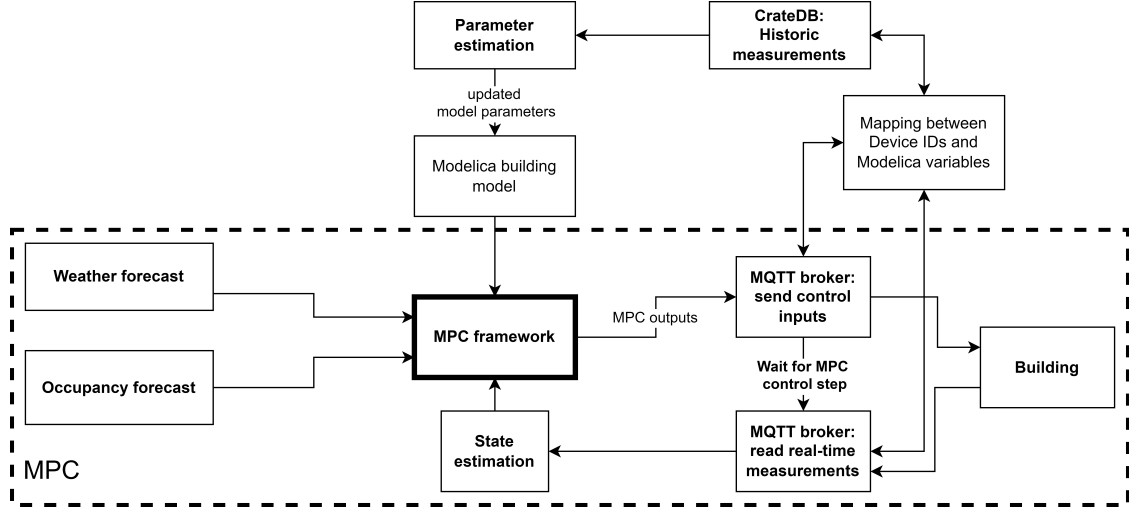 Parameter
estimation
CrateDB:
Historic
measurements
updated
model parameters
Mapping between
Device IDs and
Modelica variables
Modelica building
model
Weather forecast
MQTT broker:
send control
inputs
MPC framework
MPC outputs
Building
Wait for MPC
control step
Occupancy forecast
State
estimation
MQTT broker:
read real-time
measurements
MPC